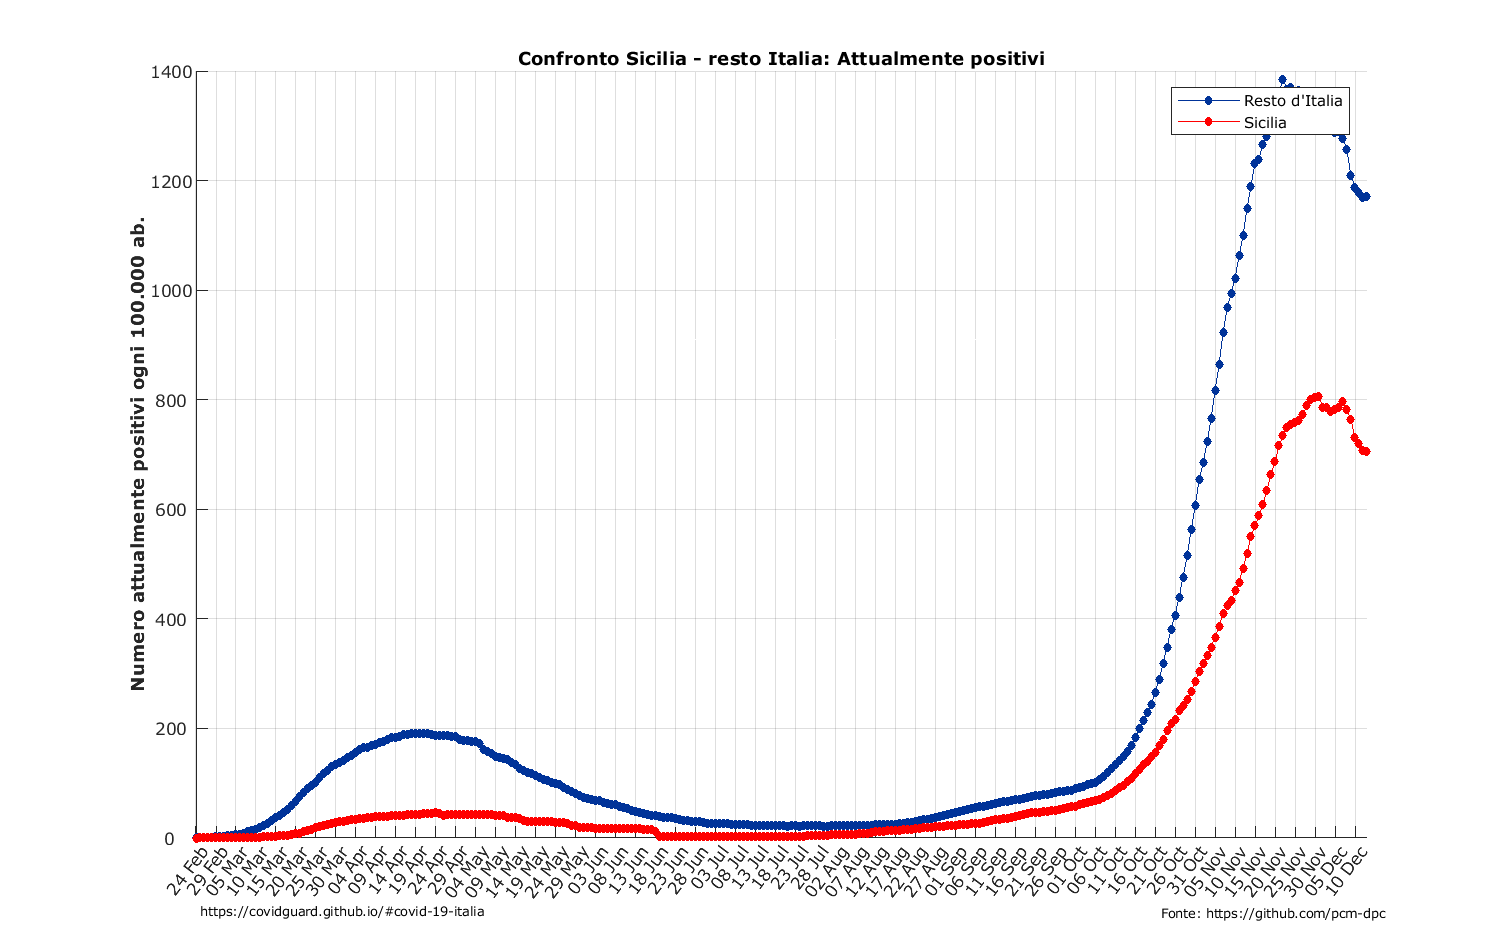 Confronto Sicilia - resto Italia: Attualmente positivi
Numero attualmente positivi ogni 100.000 ab.
1400
1200
1000
800
600
400
200
0
Resto d'Italia
Sicilia
24 Feb
29 Feb
05 Mar
10 Mar
15 Mar
20 Mar
25 Mar
30 Mar
04 Apr
09 Apr
14 Apr
19 Apr
24 Apr
29 Apr
04 May
09 May
14 May
19 May
24 May
29 May
03 Jun
08 Jun
13 Jun
18 Jun
23 Jun
28 Jun
03 Jul
08 Jul
13 Jul
18 Jul
23 Jul
28 Jul
02 Aug
07 Aug
12 Aug
17 Aug
22 Aug
27 Aug
01 Sep
06 Sep
11 Sep
16 Sep
21 Sep
26 Sep
01 Oct
06 Oct
11 Oct
16 Oct
21 Oct
26 Oct
31 Oct
05 Nov
10 Nov
15 Nov
20 Nov
25 Nov
30 Nov
05 Dec
10 Dec
https://covidguard.github.io/#covid-19-italia
Fonte: https://github.com/pcm-dpc